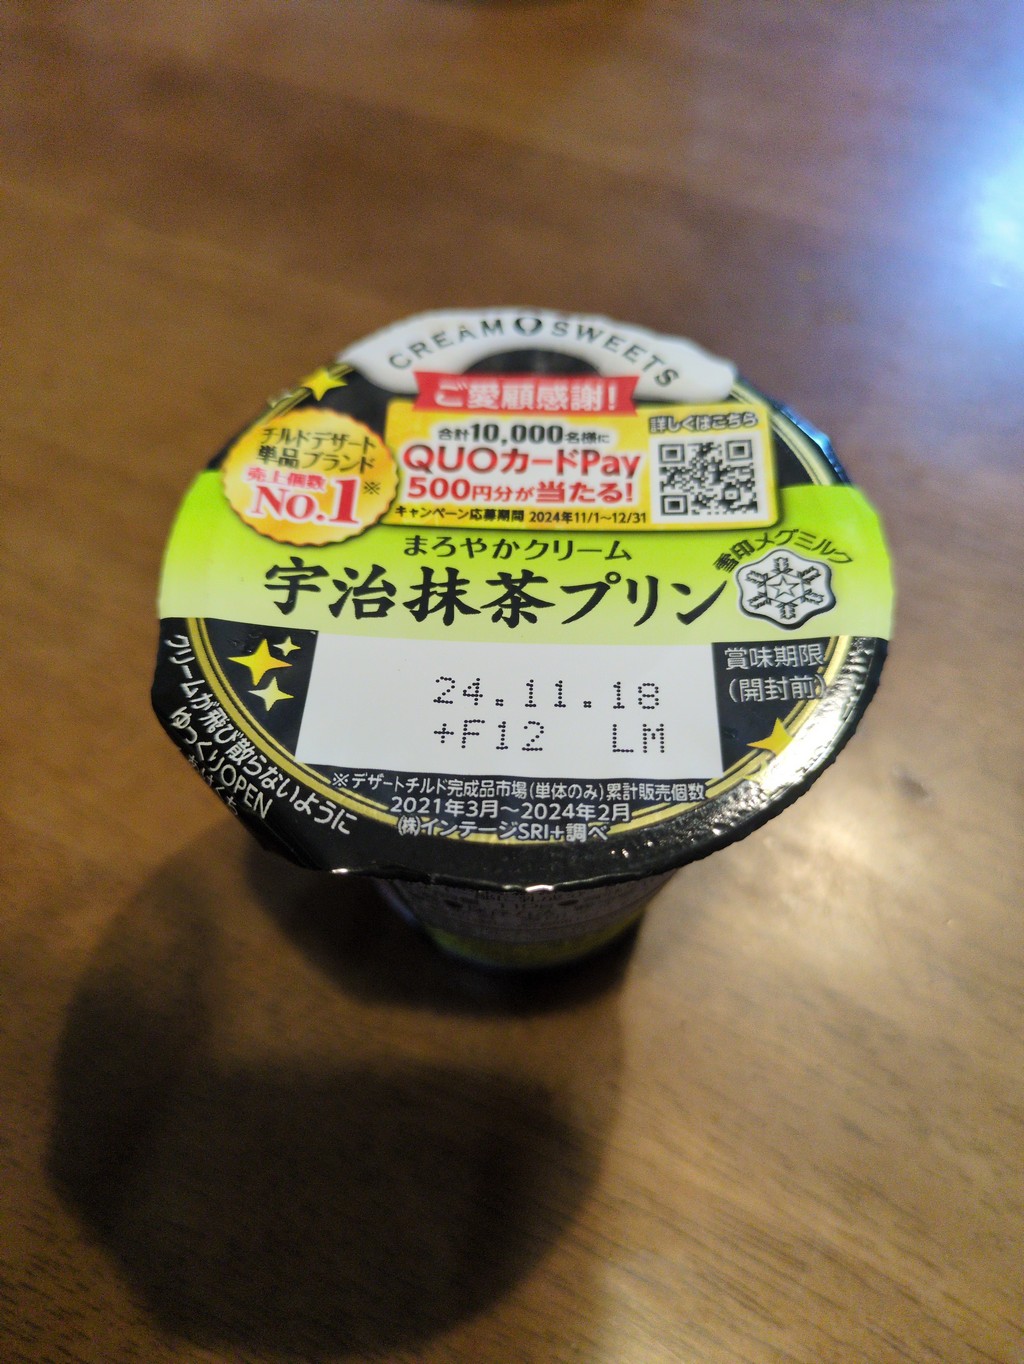 CREAM SWEETS
ご愛顧感謝!
チルドデザート
単品ブランド
売上個数
No.1※
合計10,000名様に
QUOカードPay
500円分が当たる!
キャンペーン応募期間 2024年11/1~12/31
詳しくはこちら
まろやかクリーム
宇治抹茶プリン
雪印メグミルク
賞味期限
(開封前)
24.11.18
+F12 LM
※デザートチルド完成品市場(単体のみ)累計販売個数
2021年3月~2024年2月
㈱インテージSRI+調べ
クリームが飛び散らないように
ゆっくりOPEN